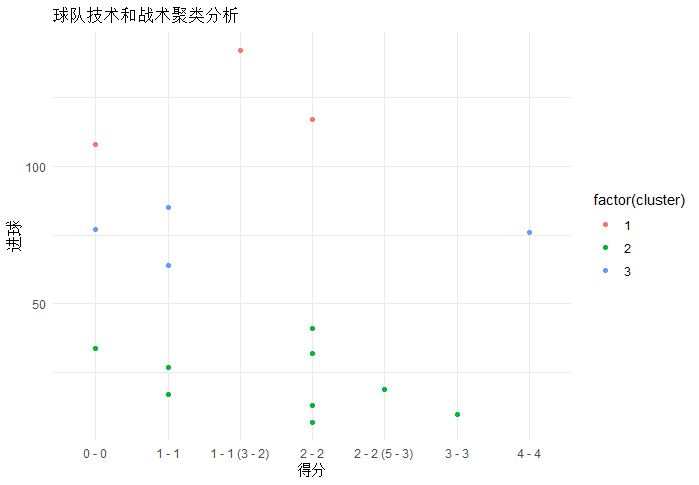 球队技术和战术聚类分析
进球
100
50
0 - 0
1 - 1
1 - 1 (3 - 2)
2 - 2
2 - 2 (5 - 3)
3 - 3
4 - 4
得分
factor(cluster)
1
2
3